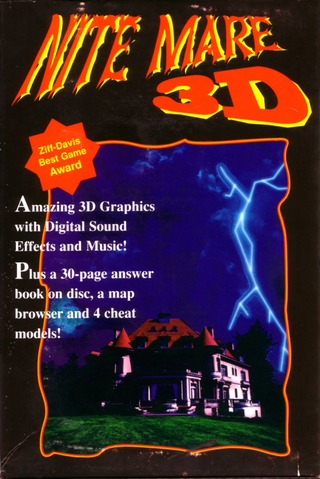 NITE MARE
3D
Ziff-Davis
Best Game
Award
Amazing 3D Graphics
with Digital Sound
Effects and Music!
Plus a 30-page answer
book on disc, a map
browser and 4 cheat
models!